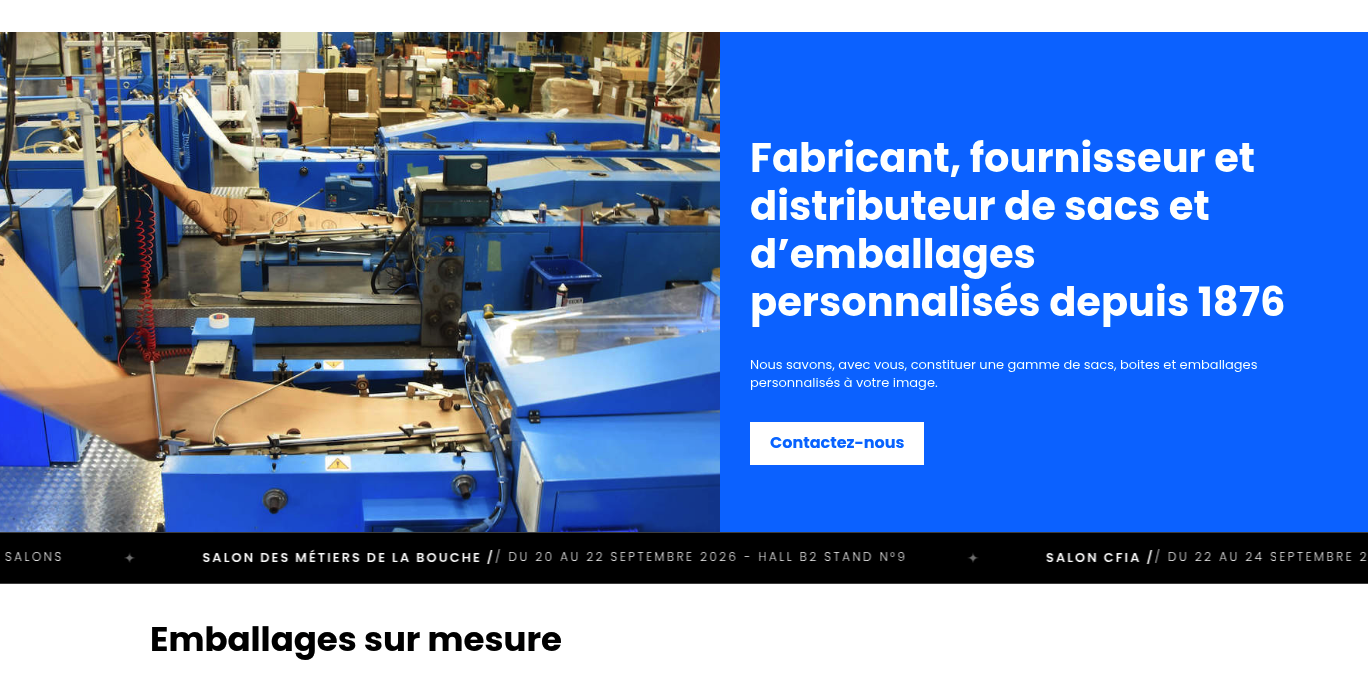 Fabricant, fournisseur et
distributeur de sacs et
d’emballages
personnalisés depuis 1876
Nous savons, avec vous, constituer une gamme de sacs, boites et emballages
personnalisés à votre image.
Contactez-nous
SALONS ✦ SALON DES MÉTIERS DE LA BOUCHE // DU 20 AU 22 SEPTEMBRE 2026 - HALL B2 STAND N°9 ✦ SALON CFIA // DU 22 AU 24 SEPTEMBRE 2
Emballages sur mesure